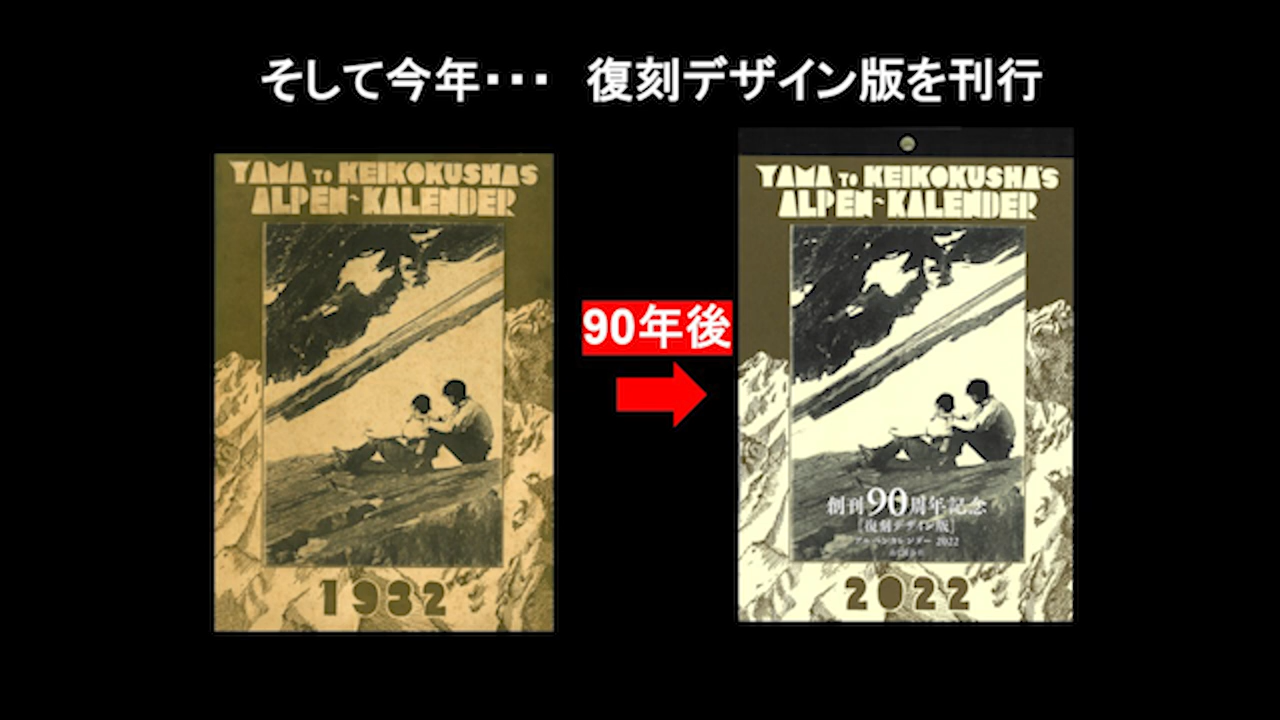 そして今年･･･　復刻デザイン版を刊行
YAMA TO KEIKOKUSHA'S
ALPEN~KALENDER
1932
90年後
YAMA TO KEIKOKUSHA'S
ALPEN~KALENDER
創刊90周年記念
[復刻デザイン版]
アルペンカレンダー 2022
2022